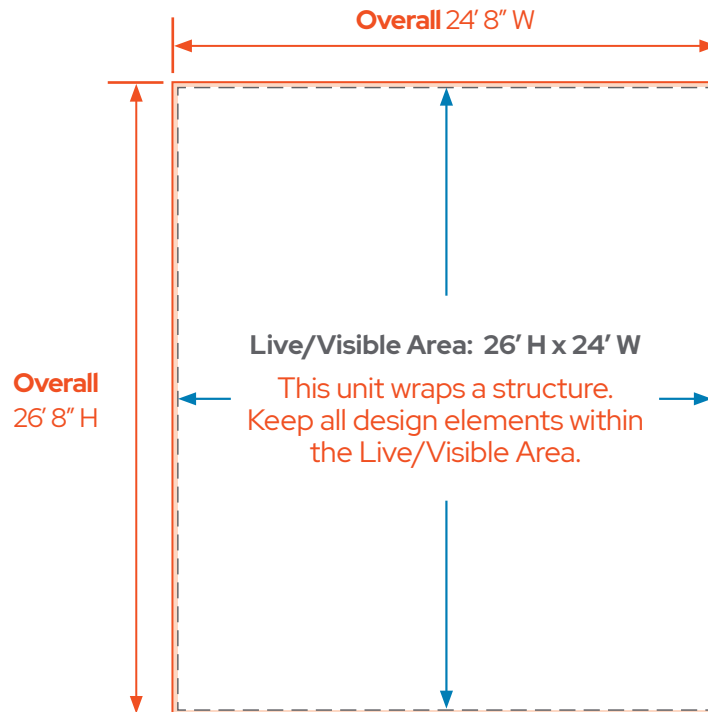 Overall 24′ 8″ W
Live/Visible Area: 26′ H x 24′ W
Overall
26′ 8″ H
This unit wraps a structure.
Keep all design elements within
the Live/Visible Area.